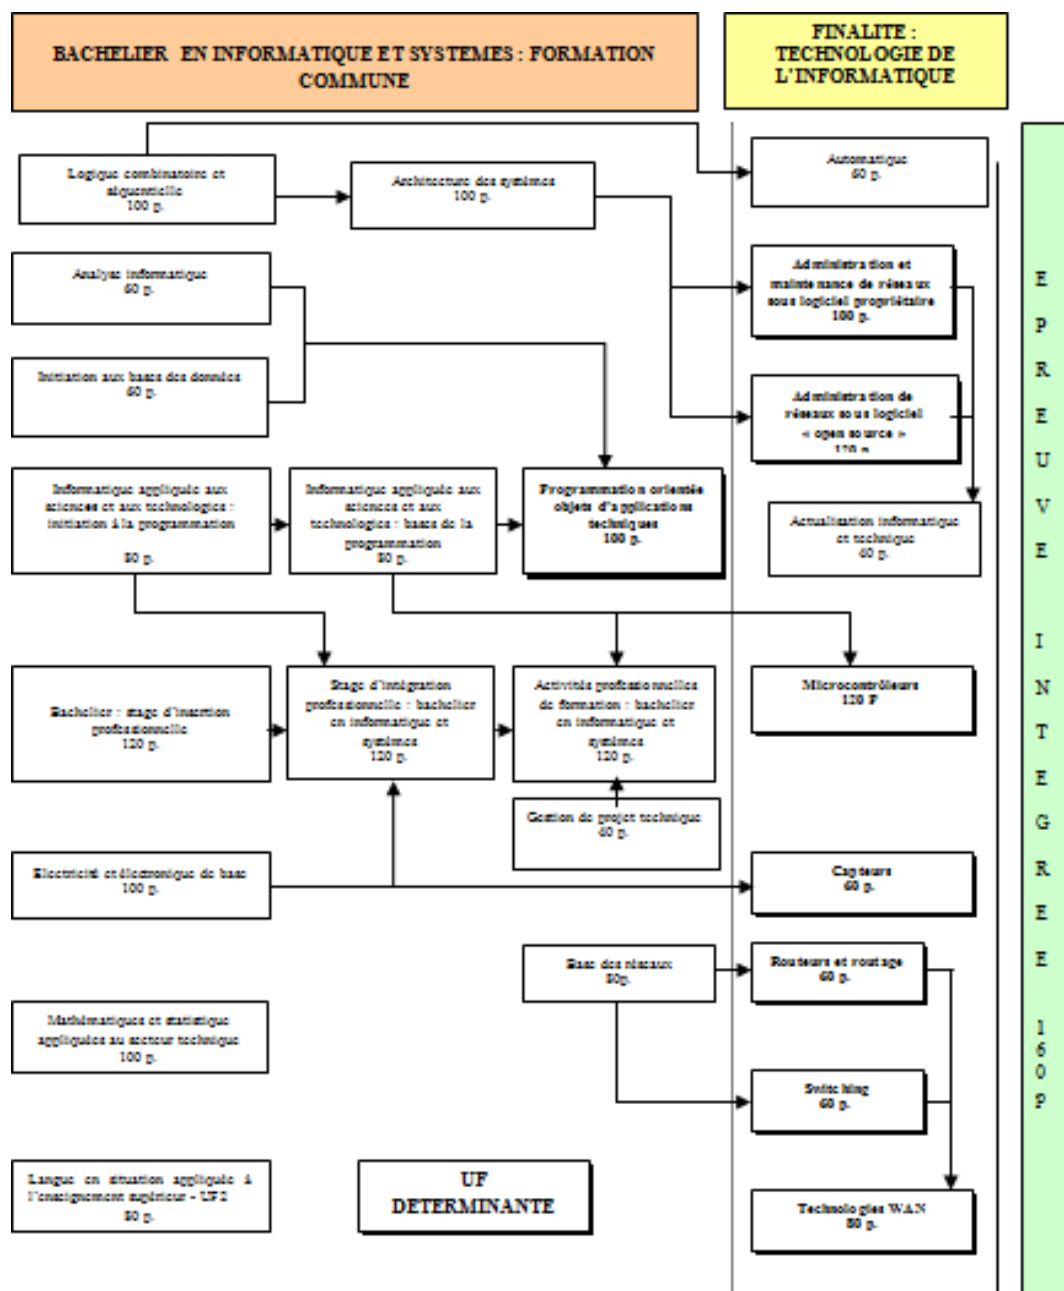 BACHELIER EN INFORMATIQUE ET SYSTEMES : FORMATION
COMMUNE
FINALITE :
TECHNOLOGIE DE
L'INFORMATIQUE
Logique combinatoire et
séquentielle
100 p.
Architecture des systèmes
100 p.
Automatique
60 p.
Analyse informatique
60 p.
Administration et
maintenance de réseaux
sous logiciel propriétaire
100 p.
Initiation aux bases des données
60 p.
Administration de
réseaux sous logiciel
« open source »
120 p.
Informatique appliquée aux
sciences et aux technologies :
initiation à la programmation
80 p.
Informatique appliquée aux
sciences et aux
technologies : bases de la
programmation
80 p.
Programmation orientée
objets d'applications
techniques
100 p.
Actualisation informatique
et technique
40 p.
Bachelier : stage d'insertion
professionnelle
120 p.
Stage d'intégration
professionnelle : bachelier
en informatique et
systèmes
120 p.
Activités professionnelles
de formation : bachelier
en informatique et
systèmes
120 p.
Microcontrôleurs
120 P
Gestion de projet technique
40 p.
Electricité et électronique de base
100 p.
Capteurs
60 p.
Base des réseaux
80p.
Routeurs et routage
60 p.
Mathématiques et statistique
appliquées au secteur technique
100 p.
Switching
60 p.
Langue en situation appliquée à
l'enseignement supérieur - UF2
80 p.
UF
DETERMINANTE
Technologies WAN
80 p.
E
P
R
E
U
V
E
I
N
T
E
G
R
E
E
1
6
0
P